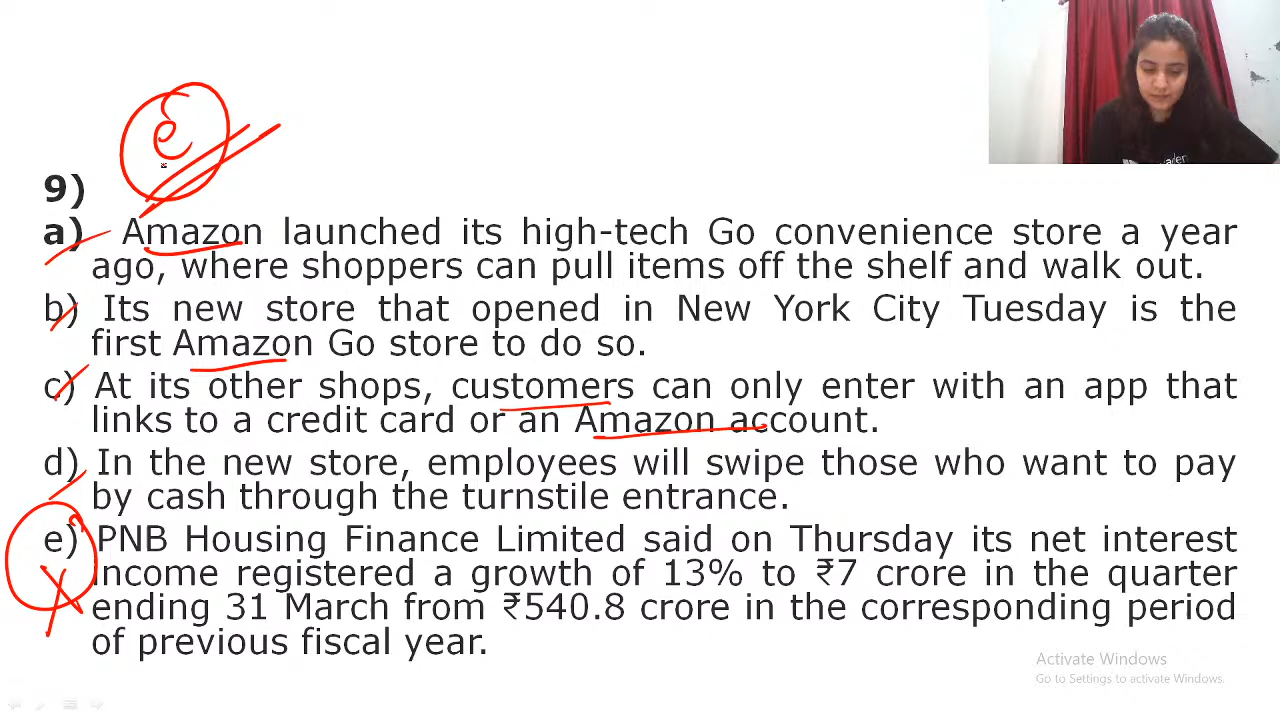 e
9)
a) Amazon launched its high-tech Go convenience store a year
ago, where shoppers can pull items off the shelf and walk out.
b) Its new store that opened in New York City Tuesday is the
first Amazon Go store to do so.
c) At its other shops, customers can only enter with an app that
links to a credit card or an Amazon account.
d) In the new store, employees will swipe those who want to pay
by cash through the turnstile entrance.
e) PNB Housing Finance Limited said on Thursday its net interest
income registered a growth of 13% to ₹7 crore in the quarter
ending 31 March from ₹540.8 crore in the corresponding period
of previous fiscal year.
Activate Windows
Go to Settings to activate Windows.